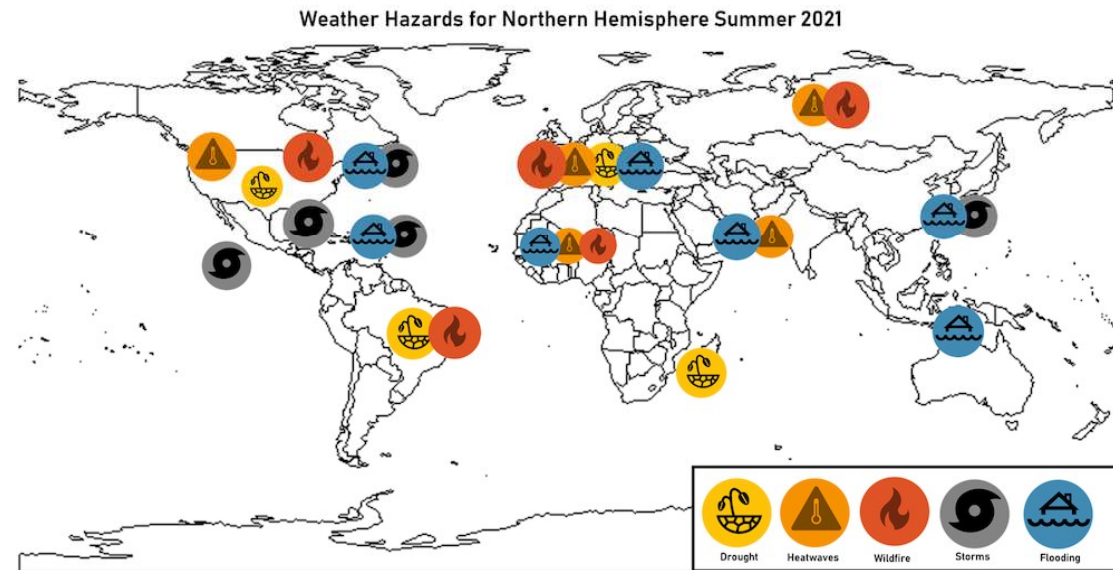 Weather Hazards for Northern Hemisphere Summer 2021
Drought
Heatwaves
Wildfire
Storms
Flooding